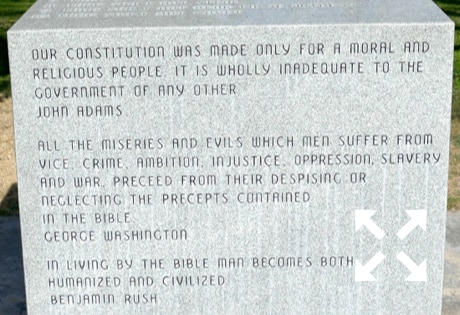 OUR CONSTITUTION WAS MADE ONLY FOR A MORAL AND
RELIGIOUS PEOPLE. IT IS WHOLLY INADEQUATE TO THE
GOVERNMENT OF ANY OTHER
JOHN ADAMS
ALL THE MISERIES AND EVILS WHICH MEN SUFFER FROM
VICE, CRIME, AMBITION, INJUSTICE, OPPRESSION, SLAVERY
AND WAR, PRECEED FROM THEIR DESPISING OR
NEGLECTING THE PRECEPTS CONTAINED
IN THE BIBLE.
GEORGE WASHINGTON
IN LIVING BY THE BIBLE MAN BECOMES BOTH
HUMANIZED AND CIVILIZED
BENJAMIN RUSH